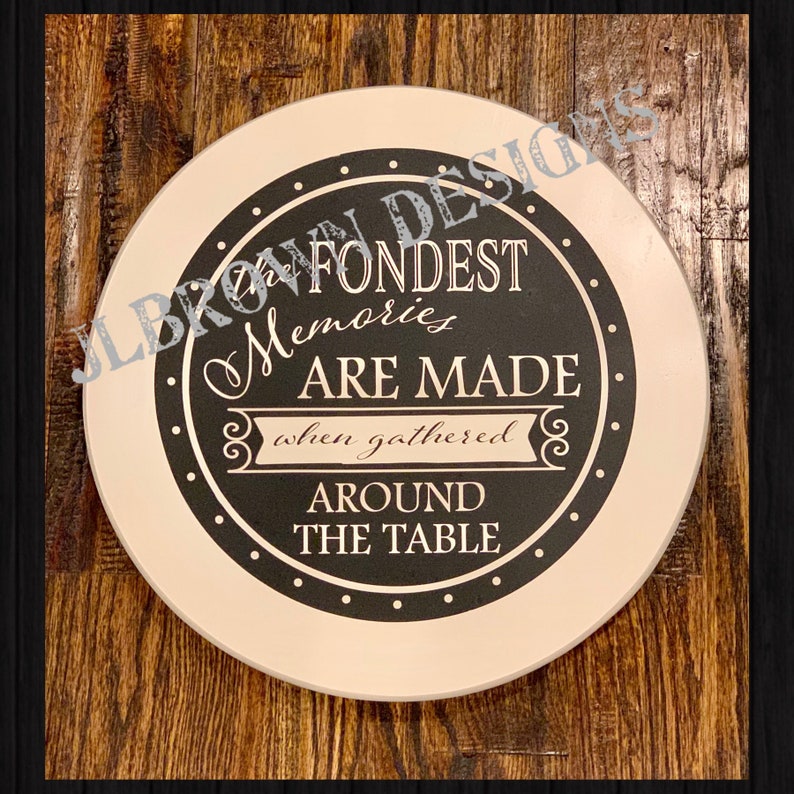 the FONDEST
Memories
ARE MADE
when gathered
AROUND
THE TABLE
JLBROWN DESIGNS